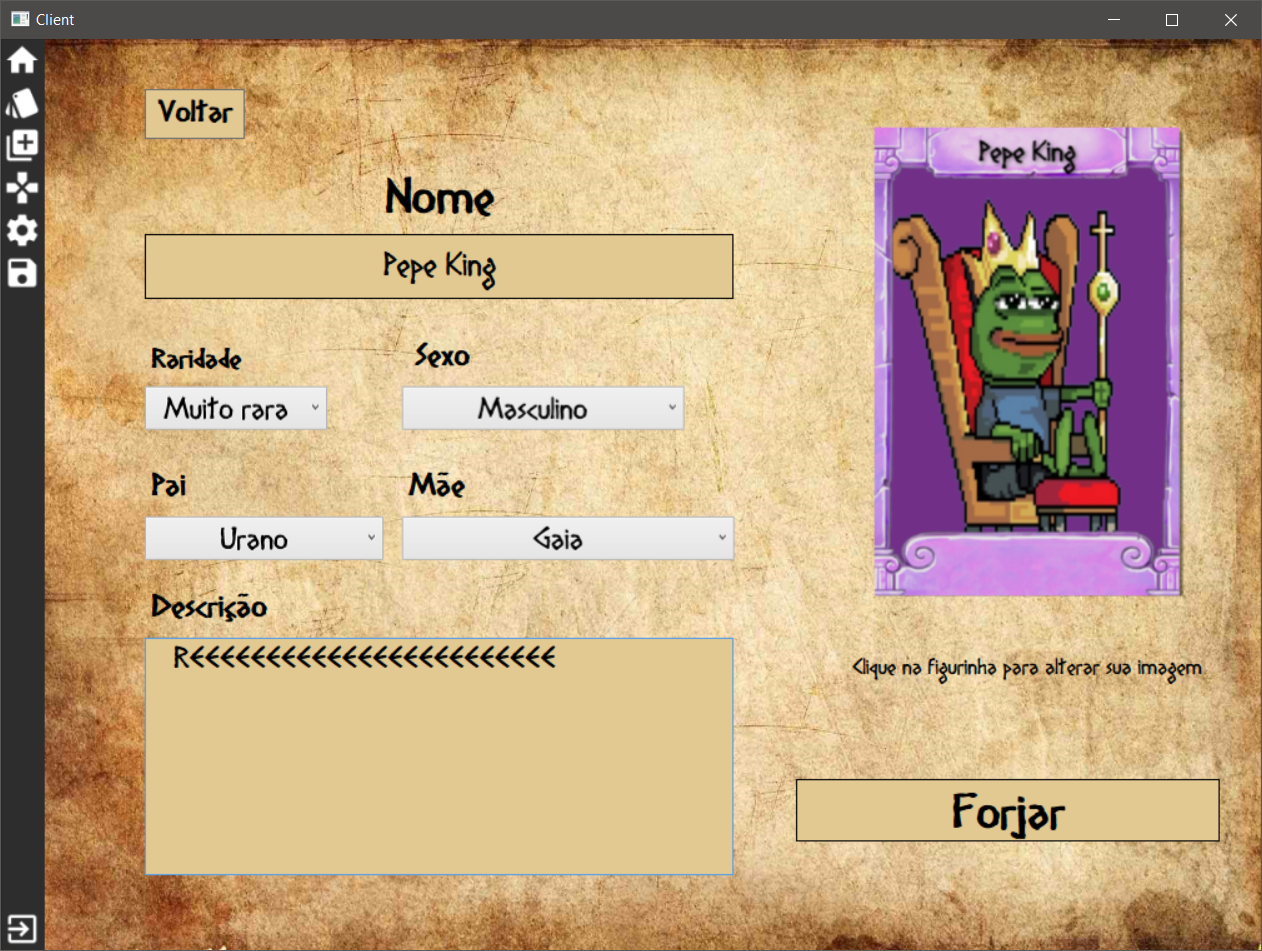 Client
Voltar
Nome
Pepe King
Raridade
Sexo
Muito rara
Masculino
Pai
Mãe
Urano
Gaia
Descrição
REEEEEEEEEEEEEEEEEEEEEEEE
Pepe King
Clique na figurinha para alterar sua imagem
Forjar